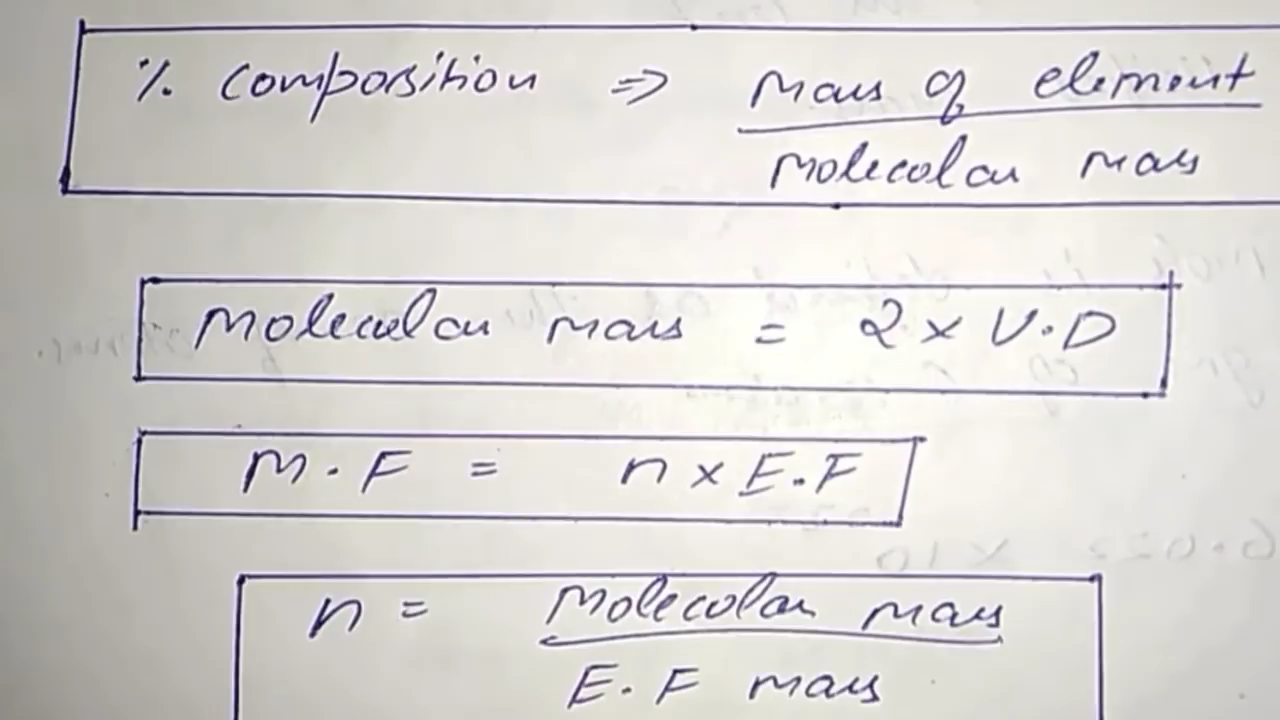 % composition ⇒ mass of element
molecular mass
molecular mass = 2 x V.D
M.F = n x E.F
n = molecular mass
E.F mass